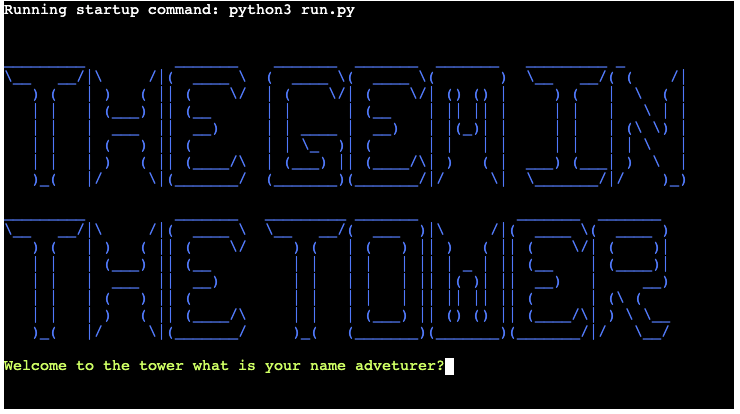 Running startup command: python3 run.py
THE GEM IN
THE TOWER
Welcome to the tower what is your name adveturer?